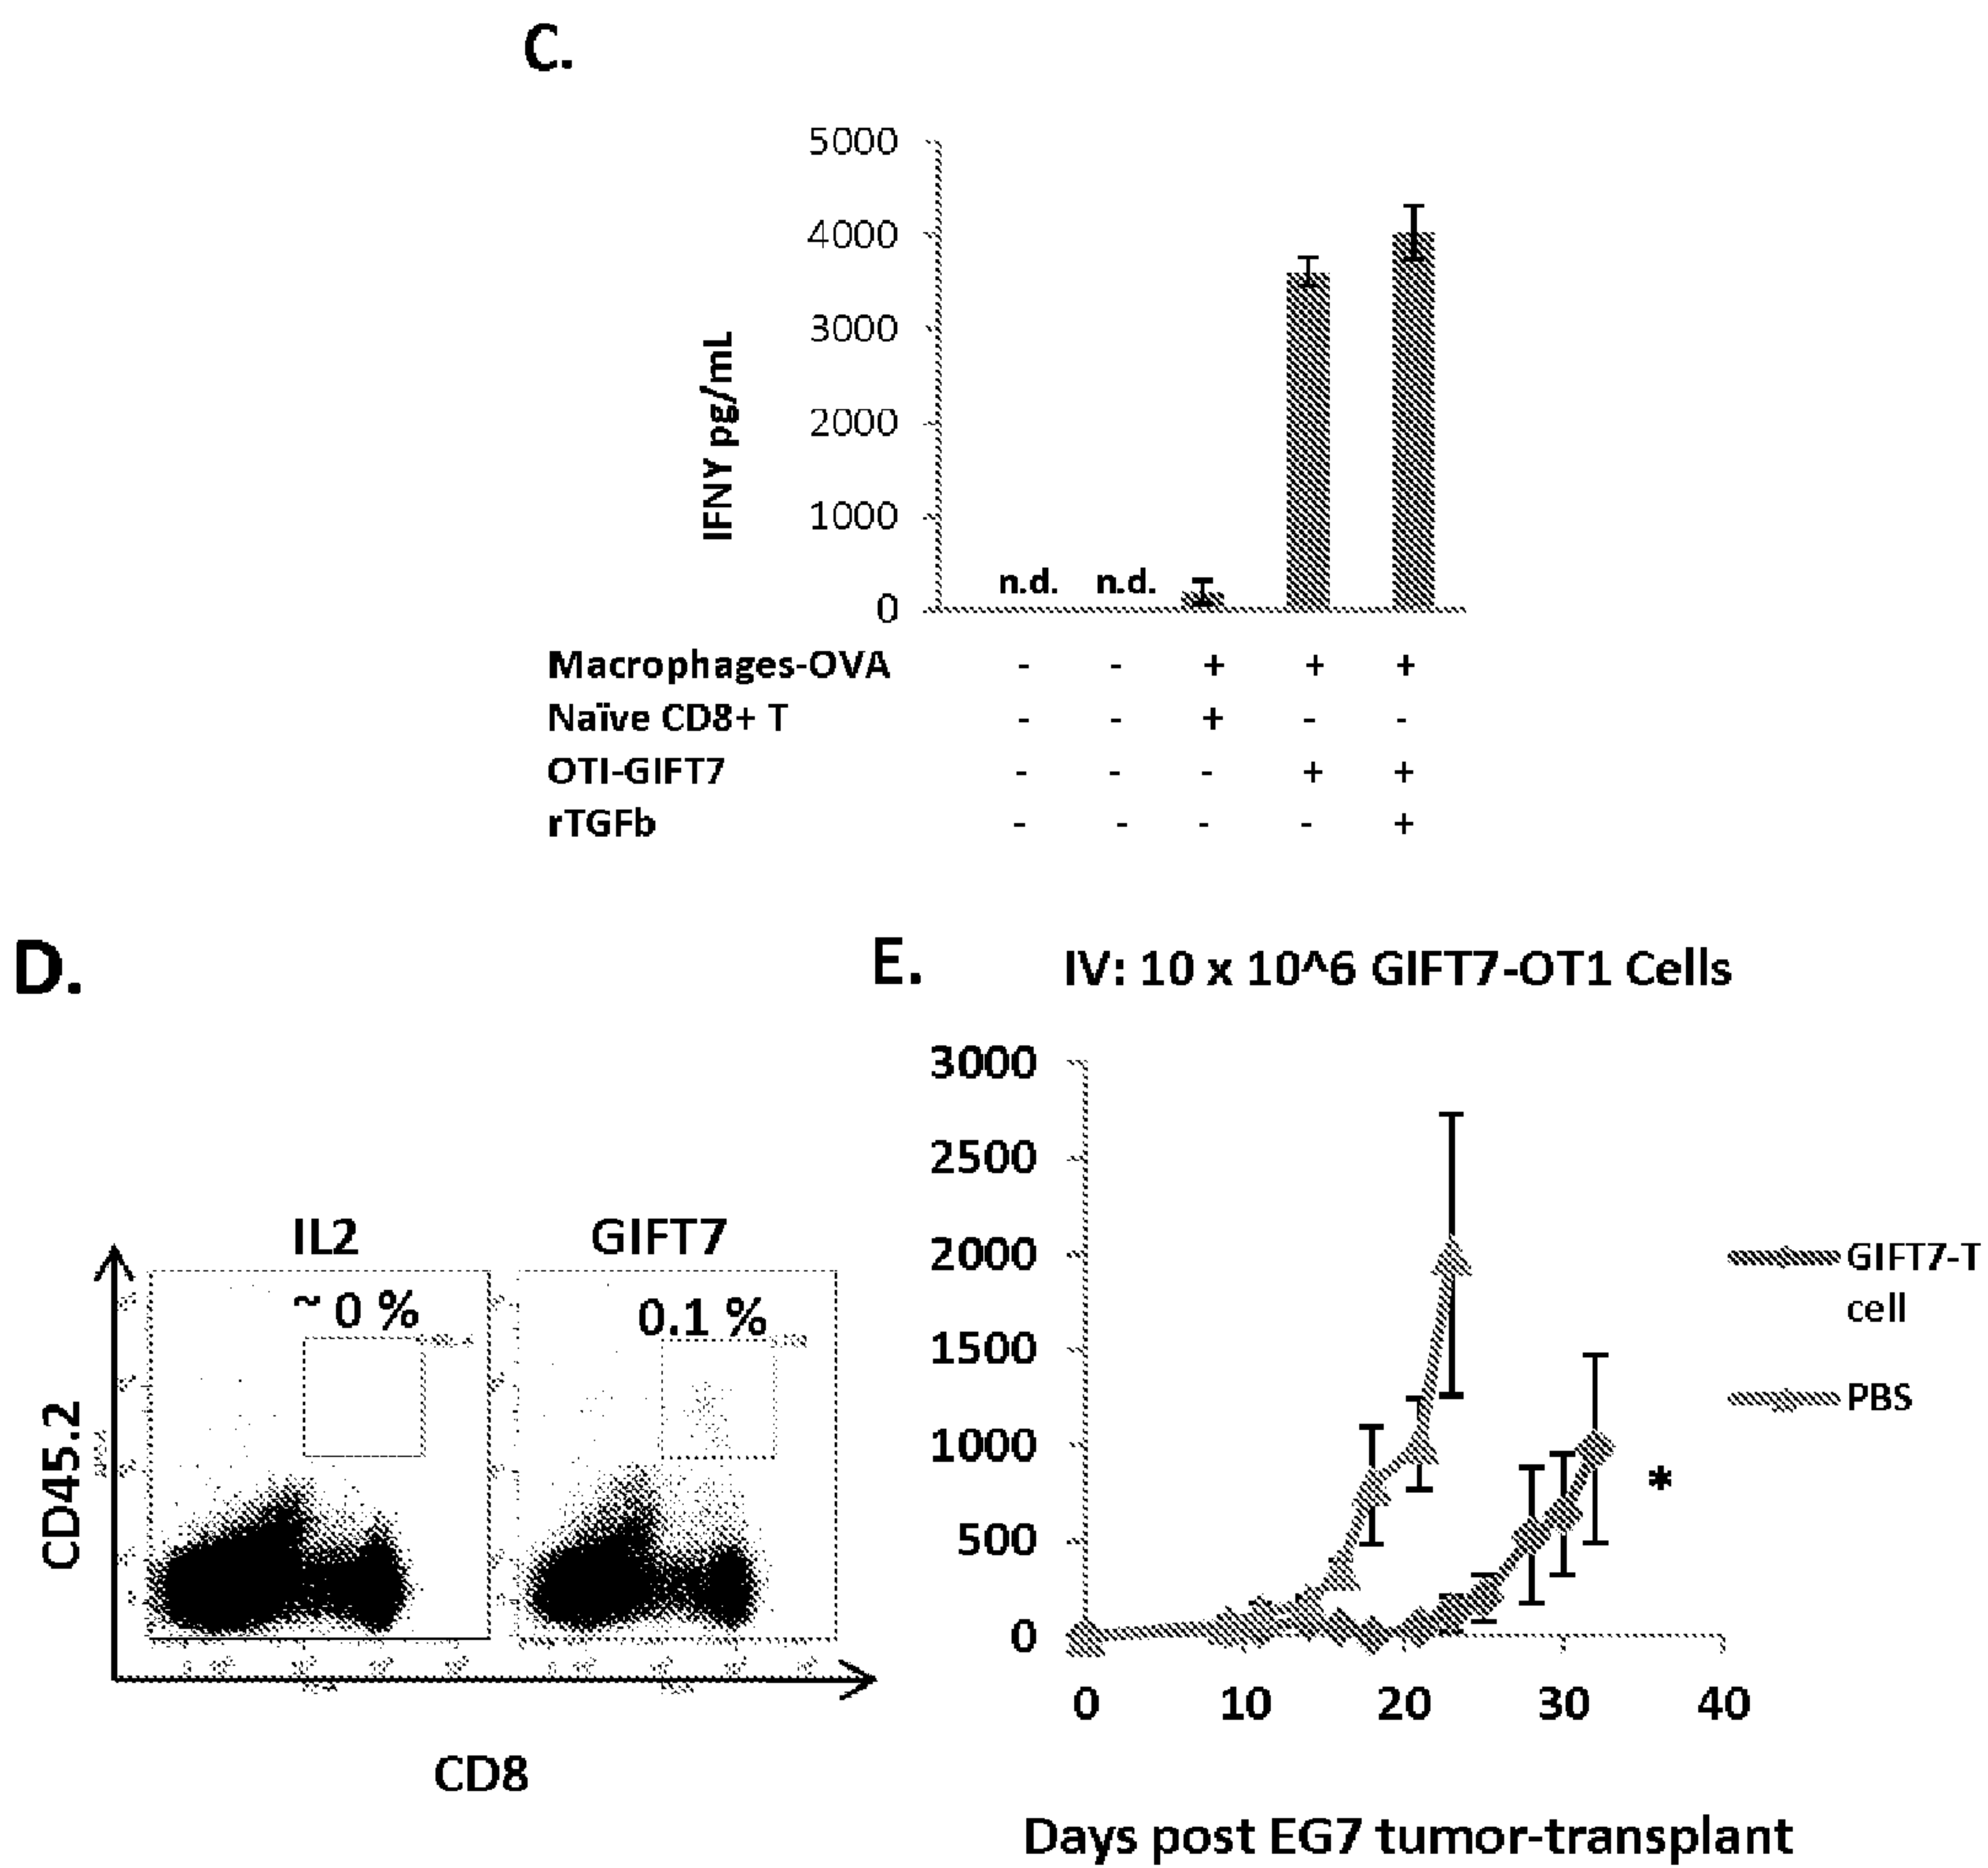 C.
5000
4000
3000
2000
1000
0
IFNY pg/mL
n.d. n.d.
Macrophages-OVA - - + + +
Naïve CD8+ T - - + - -
OTI-GIFT7 - - - + +
rTGFb - - - - +
D.
IL2 GIFT7
~ 0 % 0.1 %
CD45.2
CD8
E.
IV: 10 x 10^6 GIFT7-OT1 Cells
3000
2500
2000
1500
1000
500
0
0 10 20 30 40
GIFT7-T
cell
PBS
*
Days post EG7 tumor-transplant